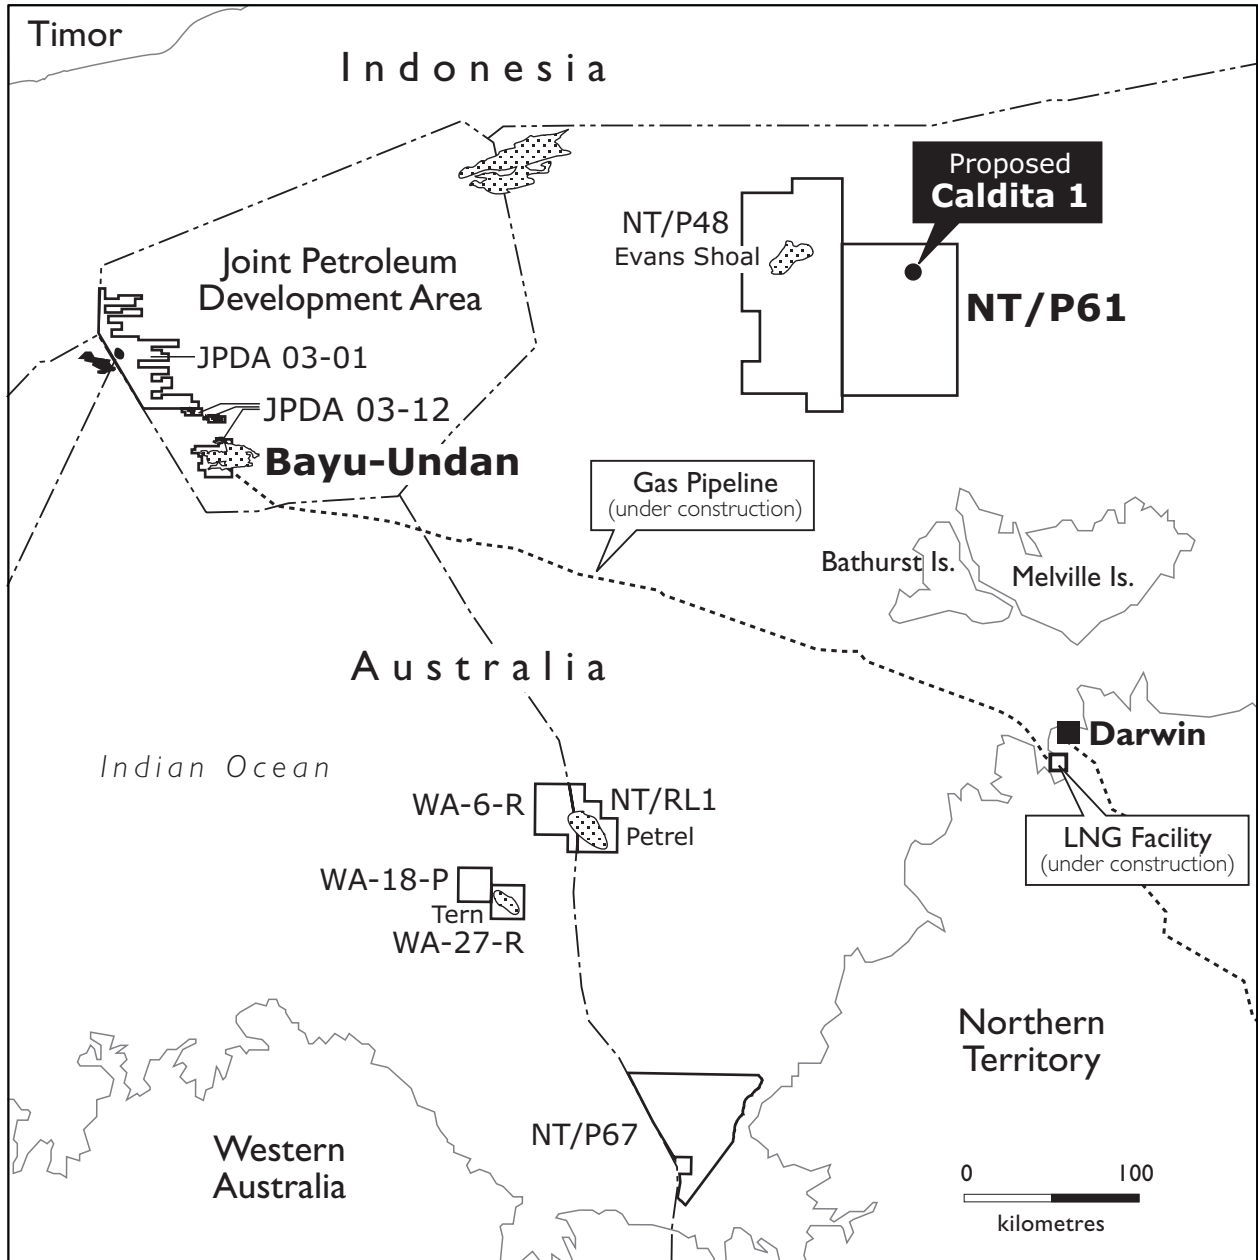 Timor
Indonesia
Proposed
Caldita 1
NT/P48
Evans Shoal
Joint Petroleum
Development Area
NT/P61
JPDA 03-01
JPDA 03-12
Bayu-Undan
Gas Pipeline
(under construction)
Bathurst Is.
Melville Is.
Australia
Darwin
Indian Ocean
WA-6-R
NT/RL1
Petrel
LNG Facility
(under construction)
WA-18-P
Tern
WA-27-R
Northern
Territory
NT/P67
Western
Australia
0 100
kilometres